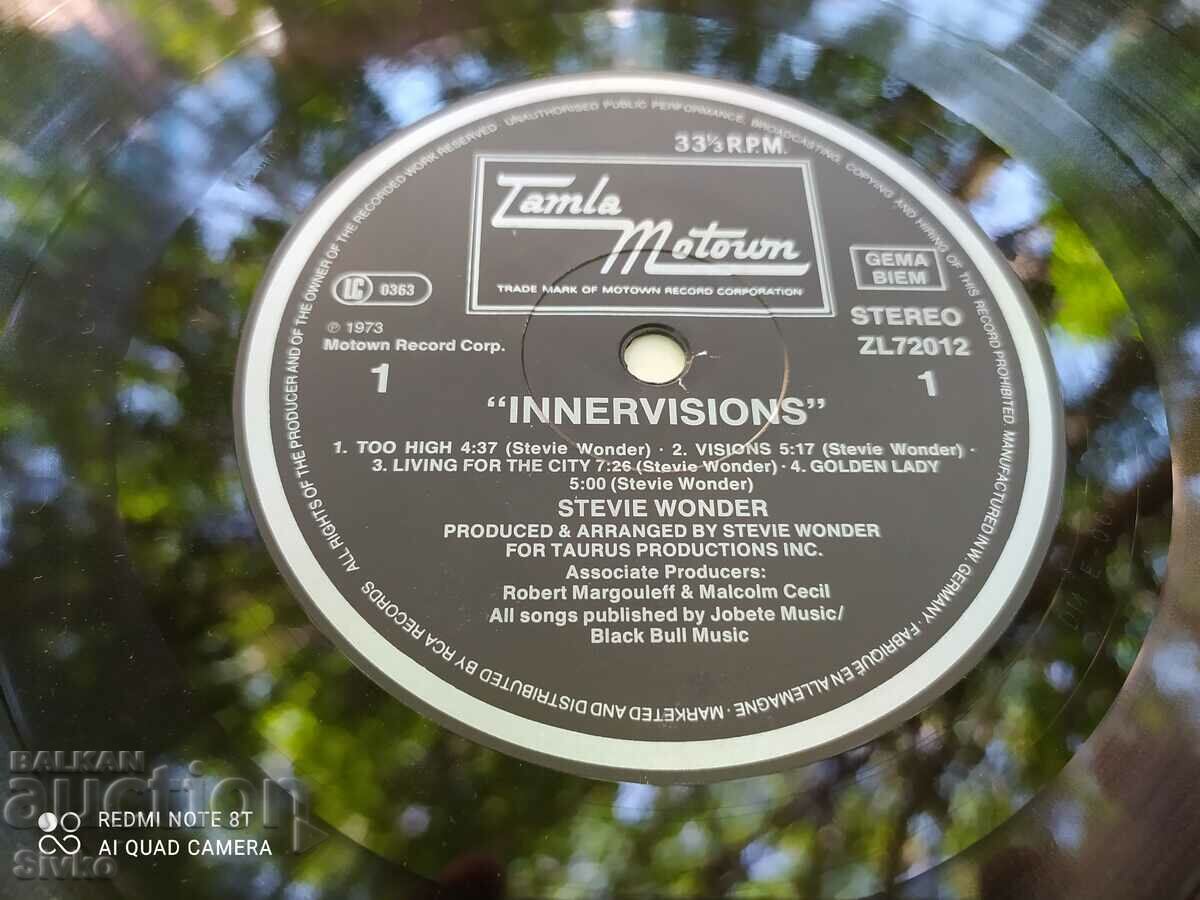 ALL RIGHTS OF THE PRODUCER AND OF THE OWNER OF THE RECORDED WORK RESERVED · UNAUTHORISED PUBLIC PERFORMANCE, BROADCASTING, COPYING AND HIRING OF THIS RECORD PROHIBITED. MANUFACTURED IN W. GERMANY · FABRIQUÉ EN ALLEMAGNE · MARKETED AND DISTRIBUTED BY RCA RECORDS
33⅓ R.P.M.
Tamla
Motown
TRADE MARK OF MOTOWN RECORD CORPORATION
GEMA
BIEM
LC 0363
STEREO
℗ 1973
Motown Record Corp.
ZL72012
1
1
"INNERVISIONS"
1. TOO HIGH 4:37 (Stevie Wonder) · 2. VISIONS 5:17 (Stevie Wonder) ·
3. LIVING FOR THE CITY 7:26 (Stevie Wonder) · 4. GOLDEN LADY
5:00 (Stevie Wonder)
STEVIE WONDER
PRODUCED & ARRANGED BY STEVIE WONDER
FOR TAURUS PRODUCTIONS INC.
Associate Producers:
Robert Margouleff & Malcolm Cecil
All songs published by Jobete Music/
Black Bull Music
BALKAN
auction
REDMI NOTE 8T
AI QUAD CAMERA
Sivko